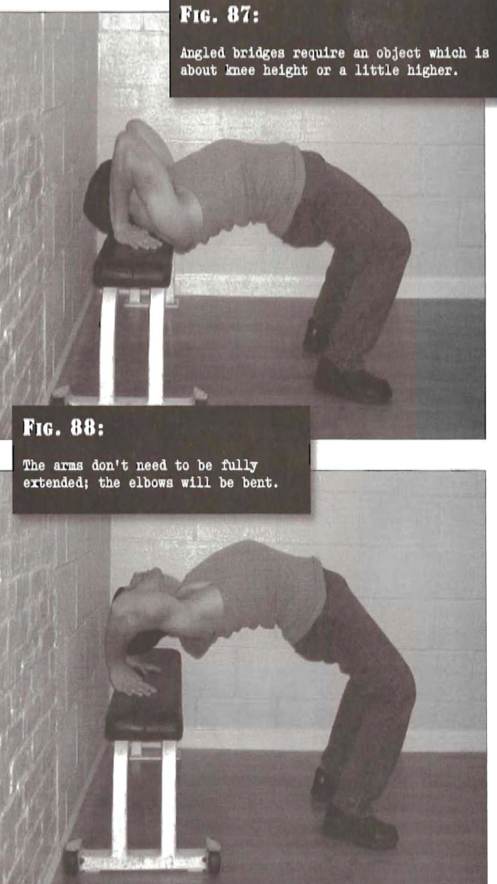 FIG. 87:
Angled bridges require an object which is
about knee height or a little higher.
FIG. 88:
The arms don't need to be fully
extended; the elbows will be bent.